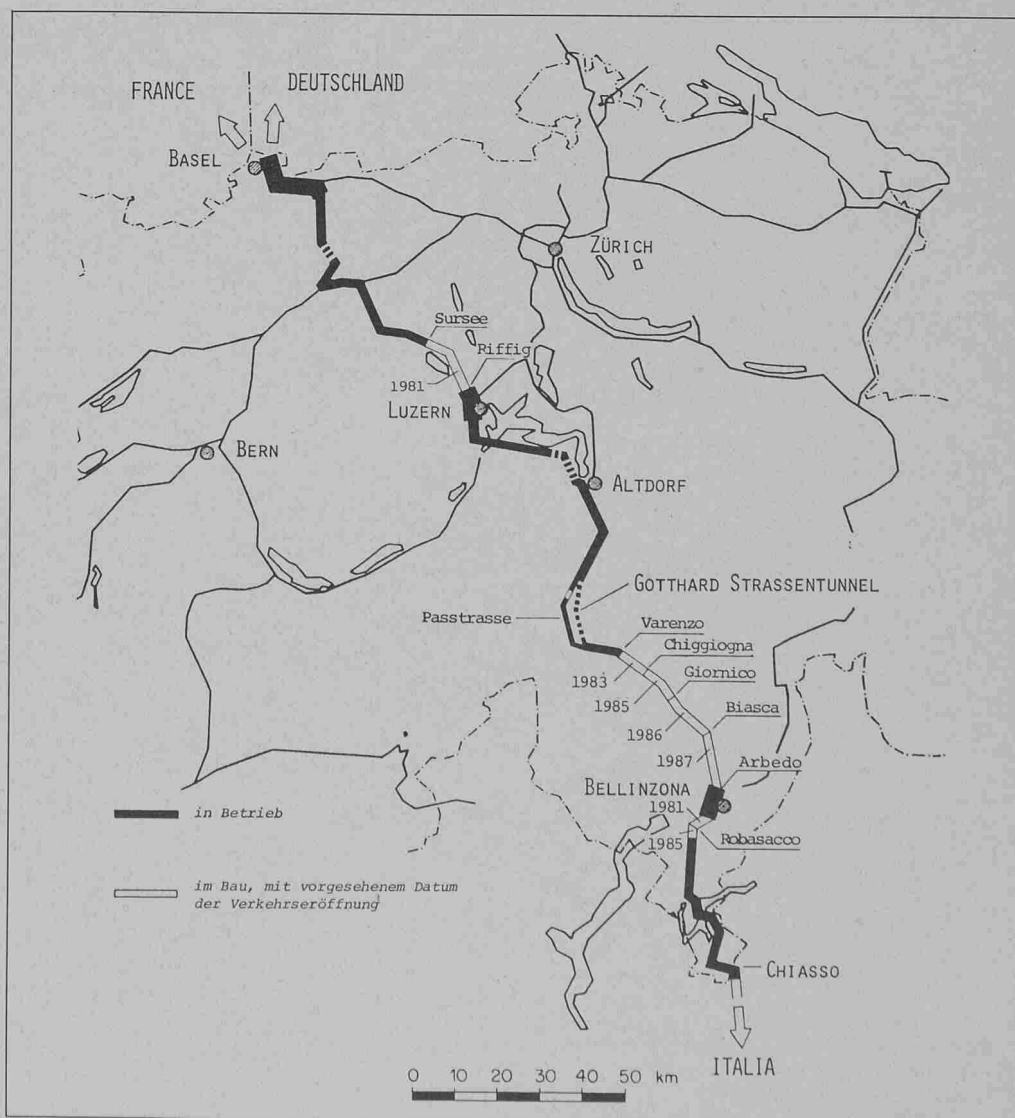 FRANCE
DEUTSCHLAND
BASEL
ZÜRICH
Sursee
Riffig
1981
LUZERN
BERN
ALTDORF
GOTTHARD STRASSENTUNNEL
Passtrasse
Varenzo
Chiggiogna
1983
Giornico
1985
Biasca
1986
1987
Arbedo
BELLINZONA
1981
in Betrieb
1985
Robasacco
im Bau, mit vorgesehenem Datum
der Verkehrseröffnung
CHIASSO
ITALIA
0 10 20 30 40 50 km